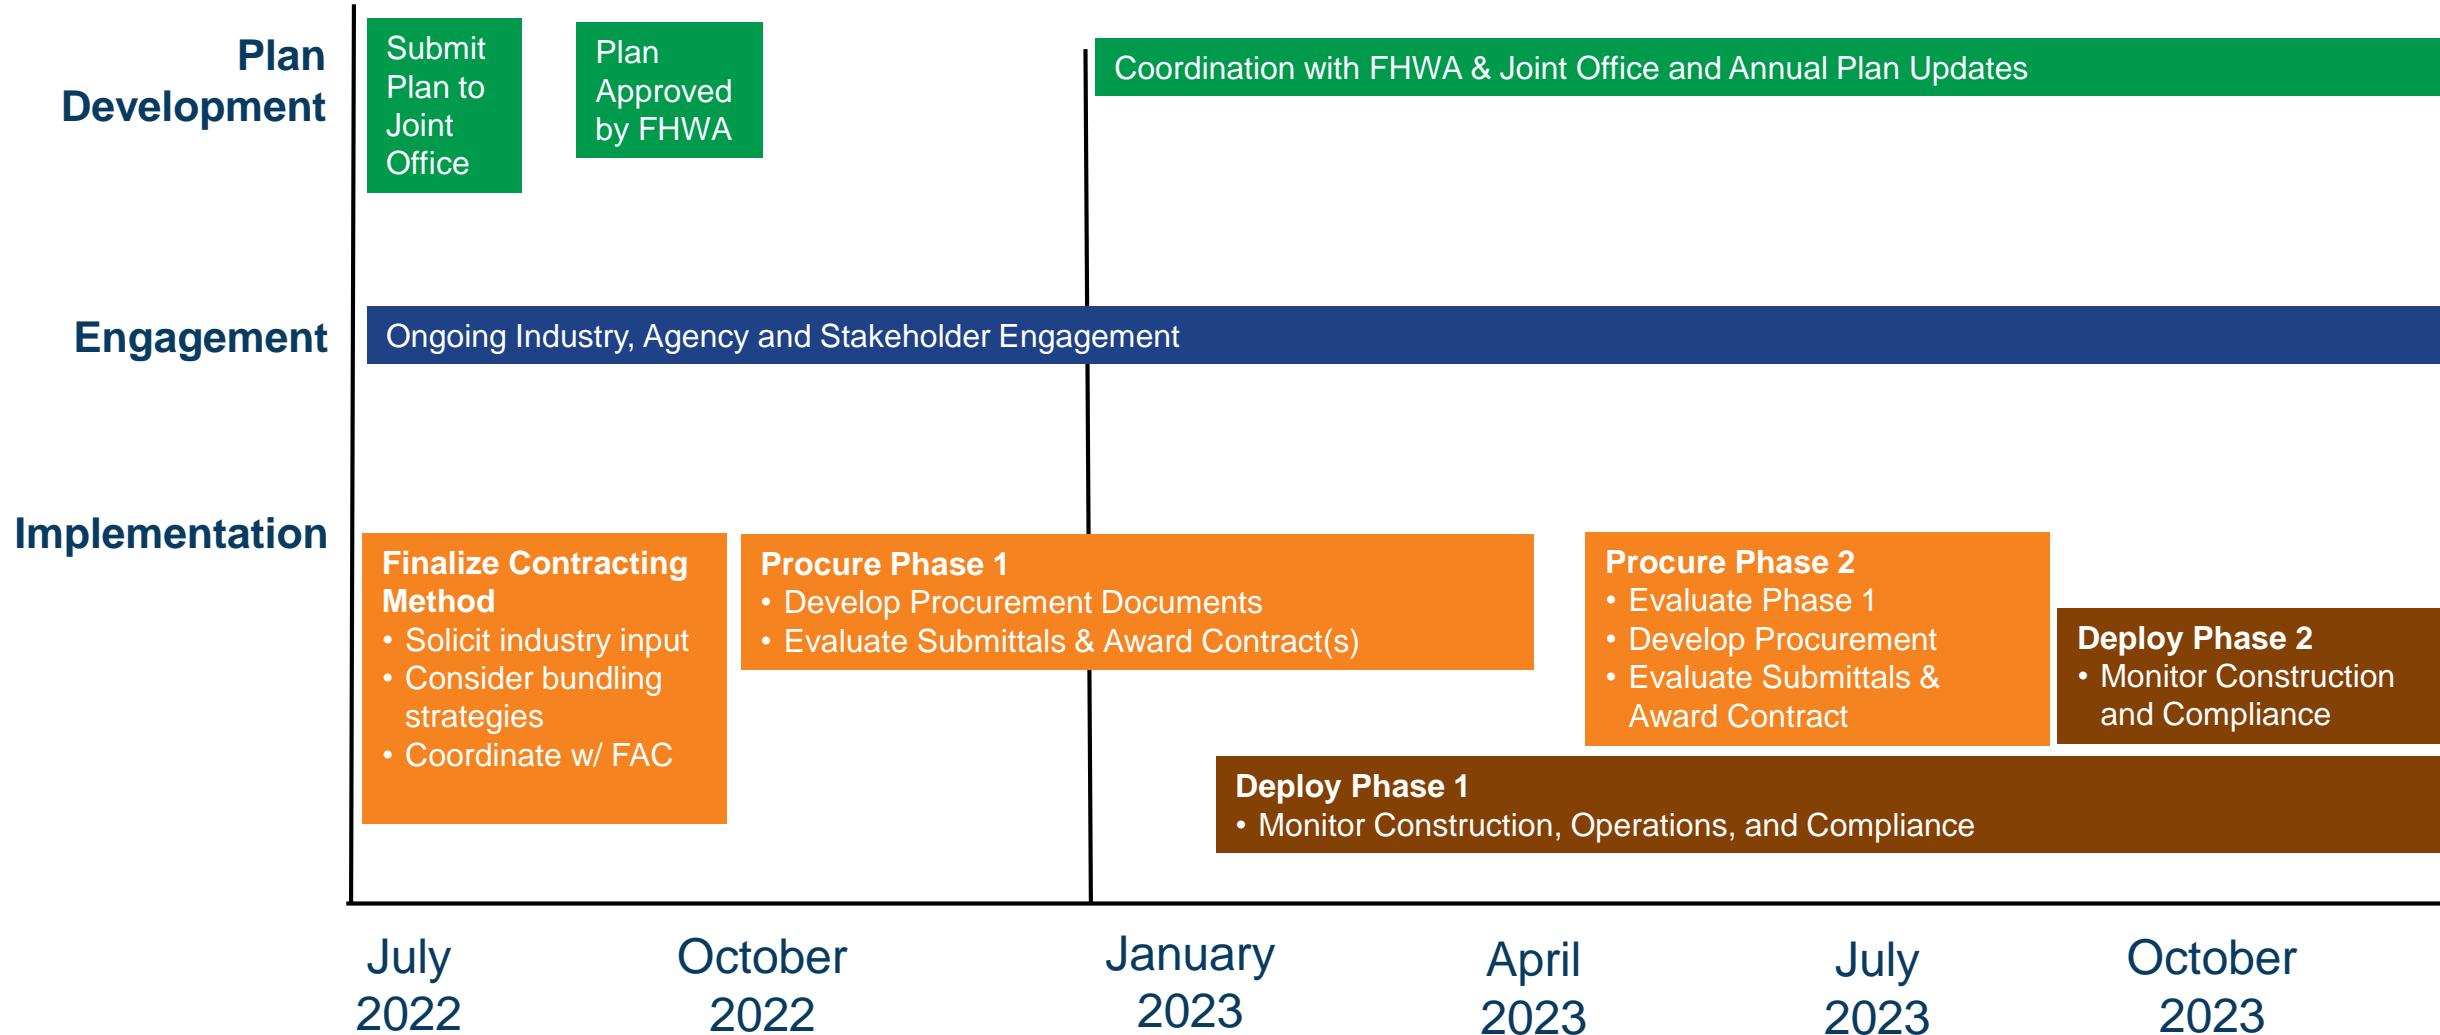 Plan
Development
Submit
Plan to
Joint
Office
Plan
Approved
by FHWA
Coordination with FHWA & Joint Office and Annual Plan Updates
Engagement
Ongoing Industry, Agency and Stakeholder Engagement
Implementation
Finalize Contracting
Method
• Solicit industry input
• Consider bundling
strategies
• Coordinate w/ FAC
Procure Phase 1
• Develop Procurement Documents
• Evaluate Submittals & Award Contract(s)
Procure Phase 2
• Evaluate Phase 1
• Develop Procurement
• Evaluate Submittals &
Award Contract
Deploy Phase 2
• Monitor Construction
and Compliance
Deploy Phase 1
• Monitor Construction, Operations, and Compliance
July
2022
October
2022
January
2023
April
2023
July
2023
October
2023